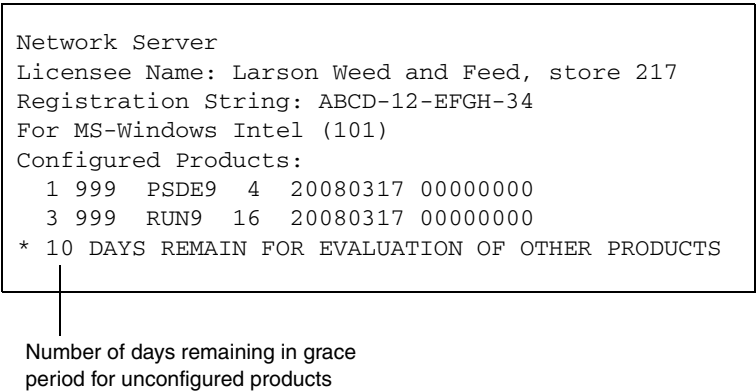 Network Server
Licensee Name: Larson Weed and Feed, store 217
Registration String: ABCD-12-EFGH-34
For MS-Windows Intel (101)
Configured Products:
  1 999  PSDE9  4  20080317 00000000
  3 999  RUN9  16  20080317 00000000
* 10 DAYS REMAIN FOR EVALUATION OF OTHER PRODUCTS
Number of days remaining in grace
period for unconfigured products